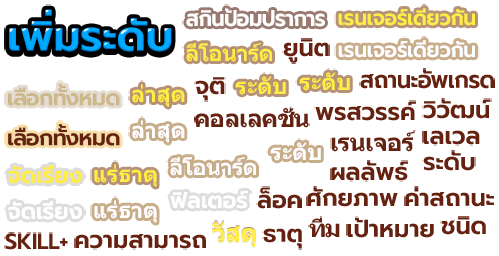 เพิ่มระดับ
สกินป้อมปราการ เรนเจอร์เดียวกัน
ลีโอนาร์ด ยูนิต เรนเจอร์เดียวกัน
เลือกทั้งหมด ล่าสุด จุติ ระดับ ระดับ สถานะอัพเกรด
เลือกทั้งหมด ล่าสุด คอลเลคชั่น พรสวรรค์ วิวัฒน์
จัดเรียง แร่ธาตุ ลีโอนาร์ด ระดับ เรนเจอร์ เลเวล
ผลลัพธ์ ระดับ
จัดเรียง แร่ธาตุ ฟิลเตอร์ ล็อค ศักยภาพ ค่าสถานะ
SKILL+ ความสามารถ วัสดุ ธาตุ ทีม เป้าหมาย ชนิด